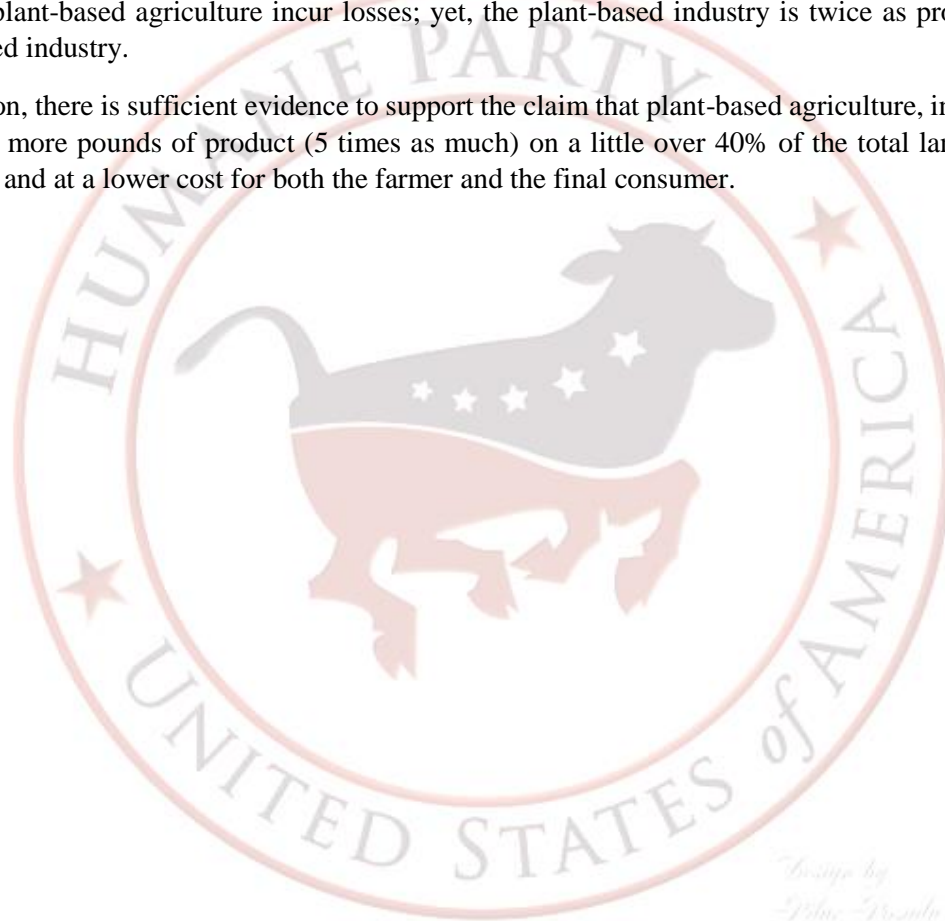 plant-based agriculture incur losses; yet, the plant-based industry is twice as pro
ed industry.
on, there is sufficient evidence to support the claim that plant-based agriculture, in
more pounds of product (5 times as much) on a little over 40% of the total lan
and at a lower cost for both the farmer and the final consumer.
HUMANE PARTY
UNITED STATES of AMERICA
Design by